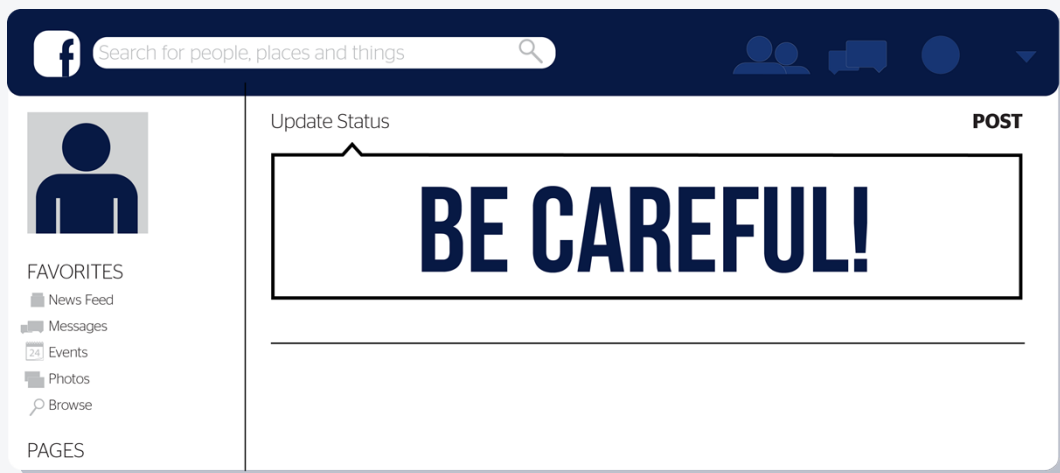 f
Search for people, places and things
Update Status
POST
BE CAREFUL!
FAVORITES
News Feed
Messages
24
Events
Photos
Browse
PAGES